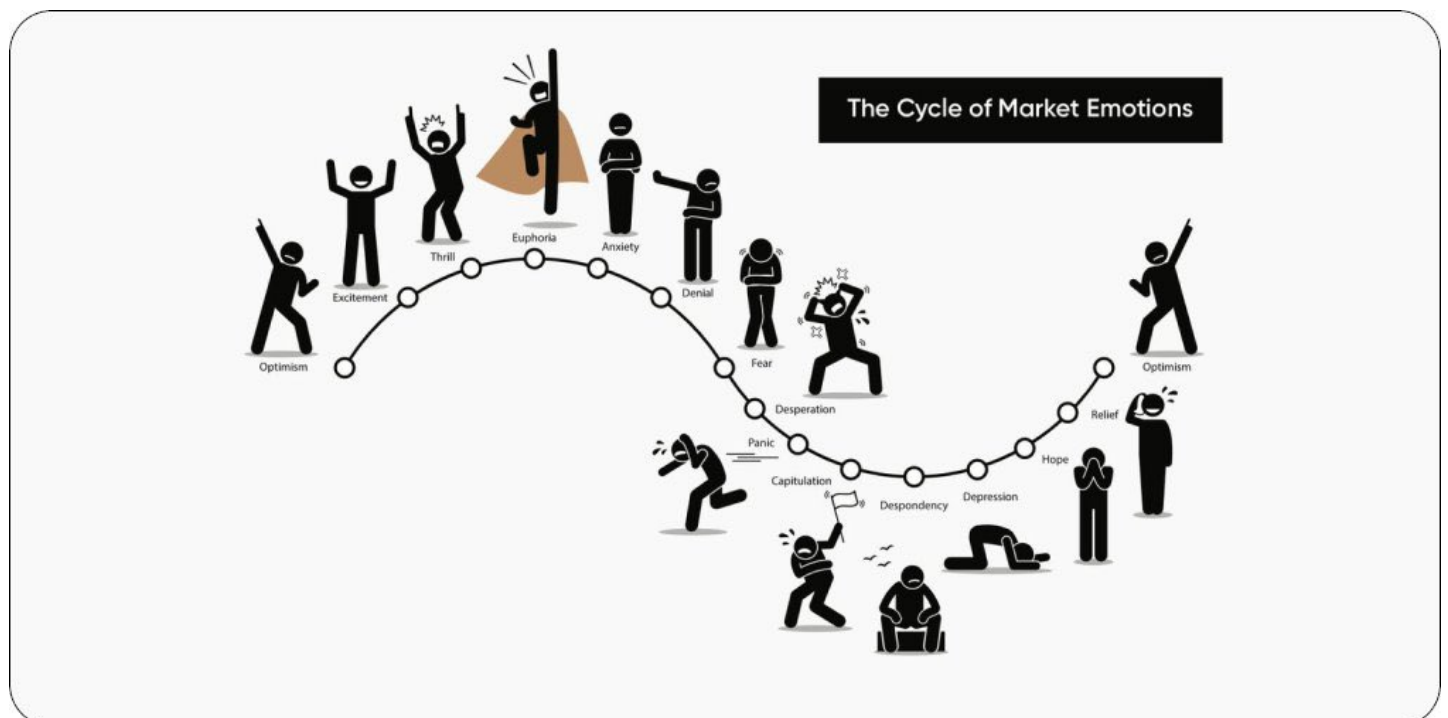 The Cycle of Market Emotions
Optimism
Excitement
Thrill
Euphoria
Anxiety
Denial
Fear
Desperation
Panic
Capitulation
Despondency
Depression
Hope
Relief
Optimism